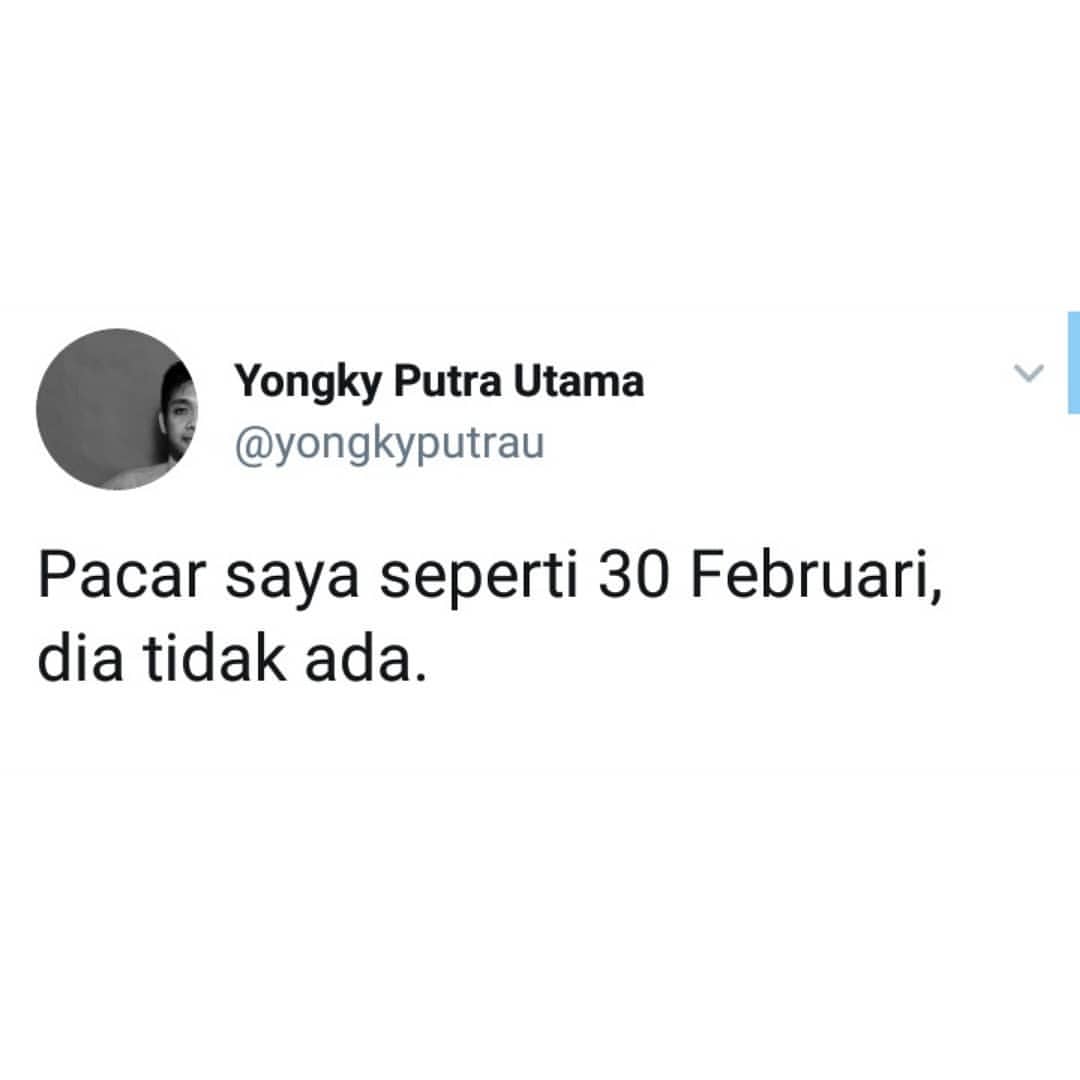 Yongky Putra Utama
@yongkyputrau
Pacar saya seperti 30 Februari,
dia tidak ada.